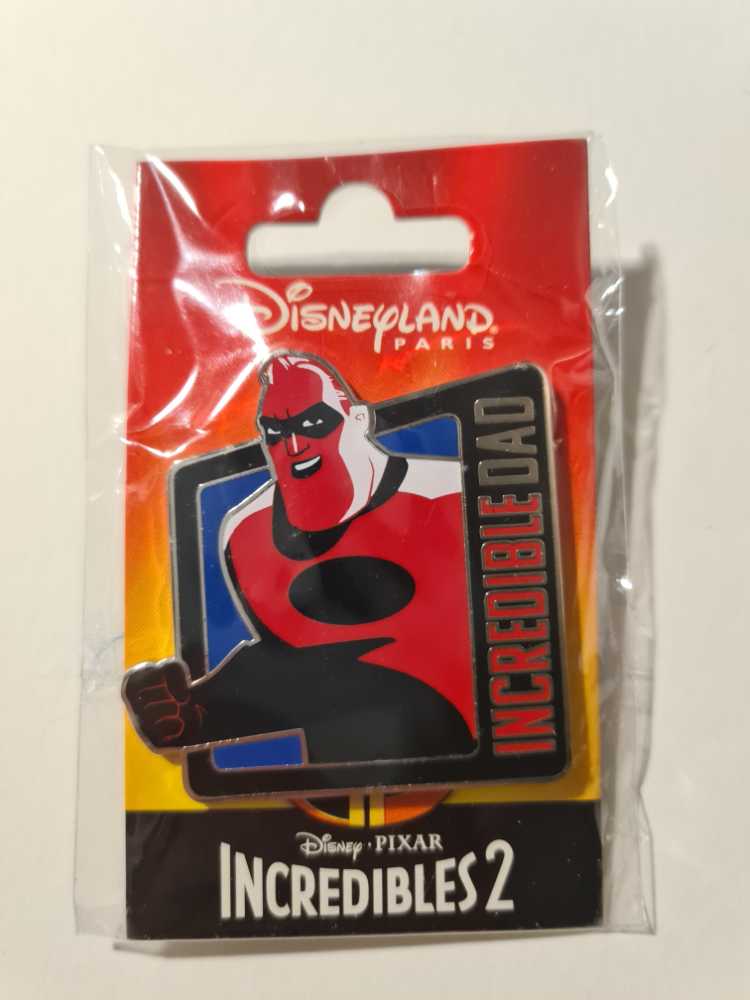 DISNEYLAND®
PARIS
INCREDIBLE DAD
DISNEY · PIXAR
INCREDIBLES 2